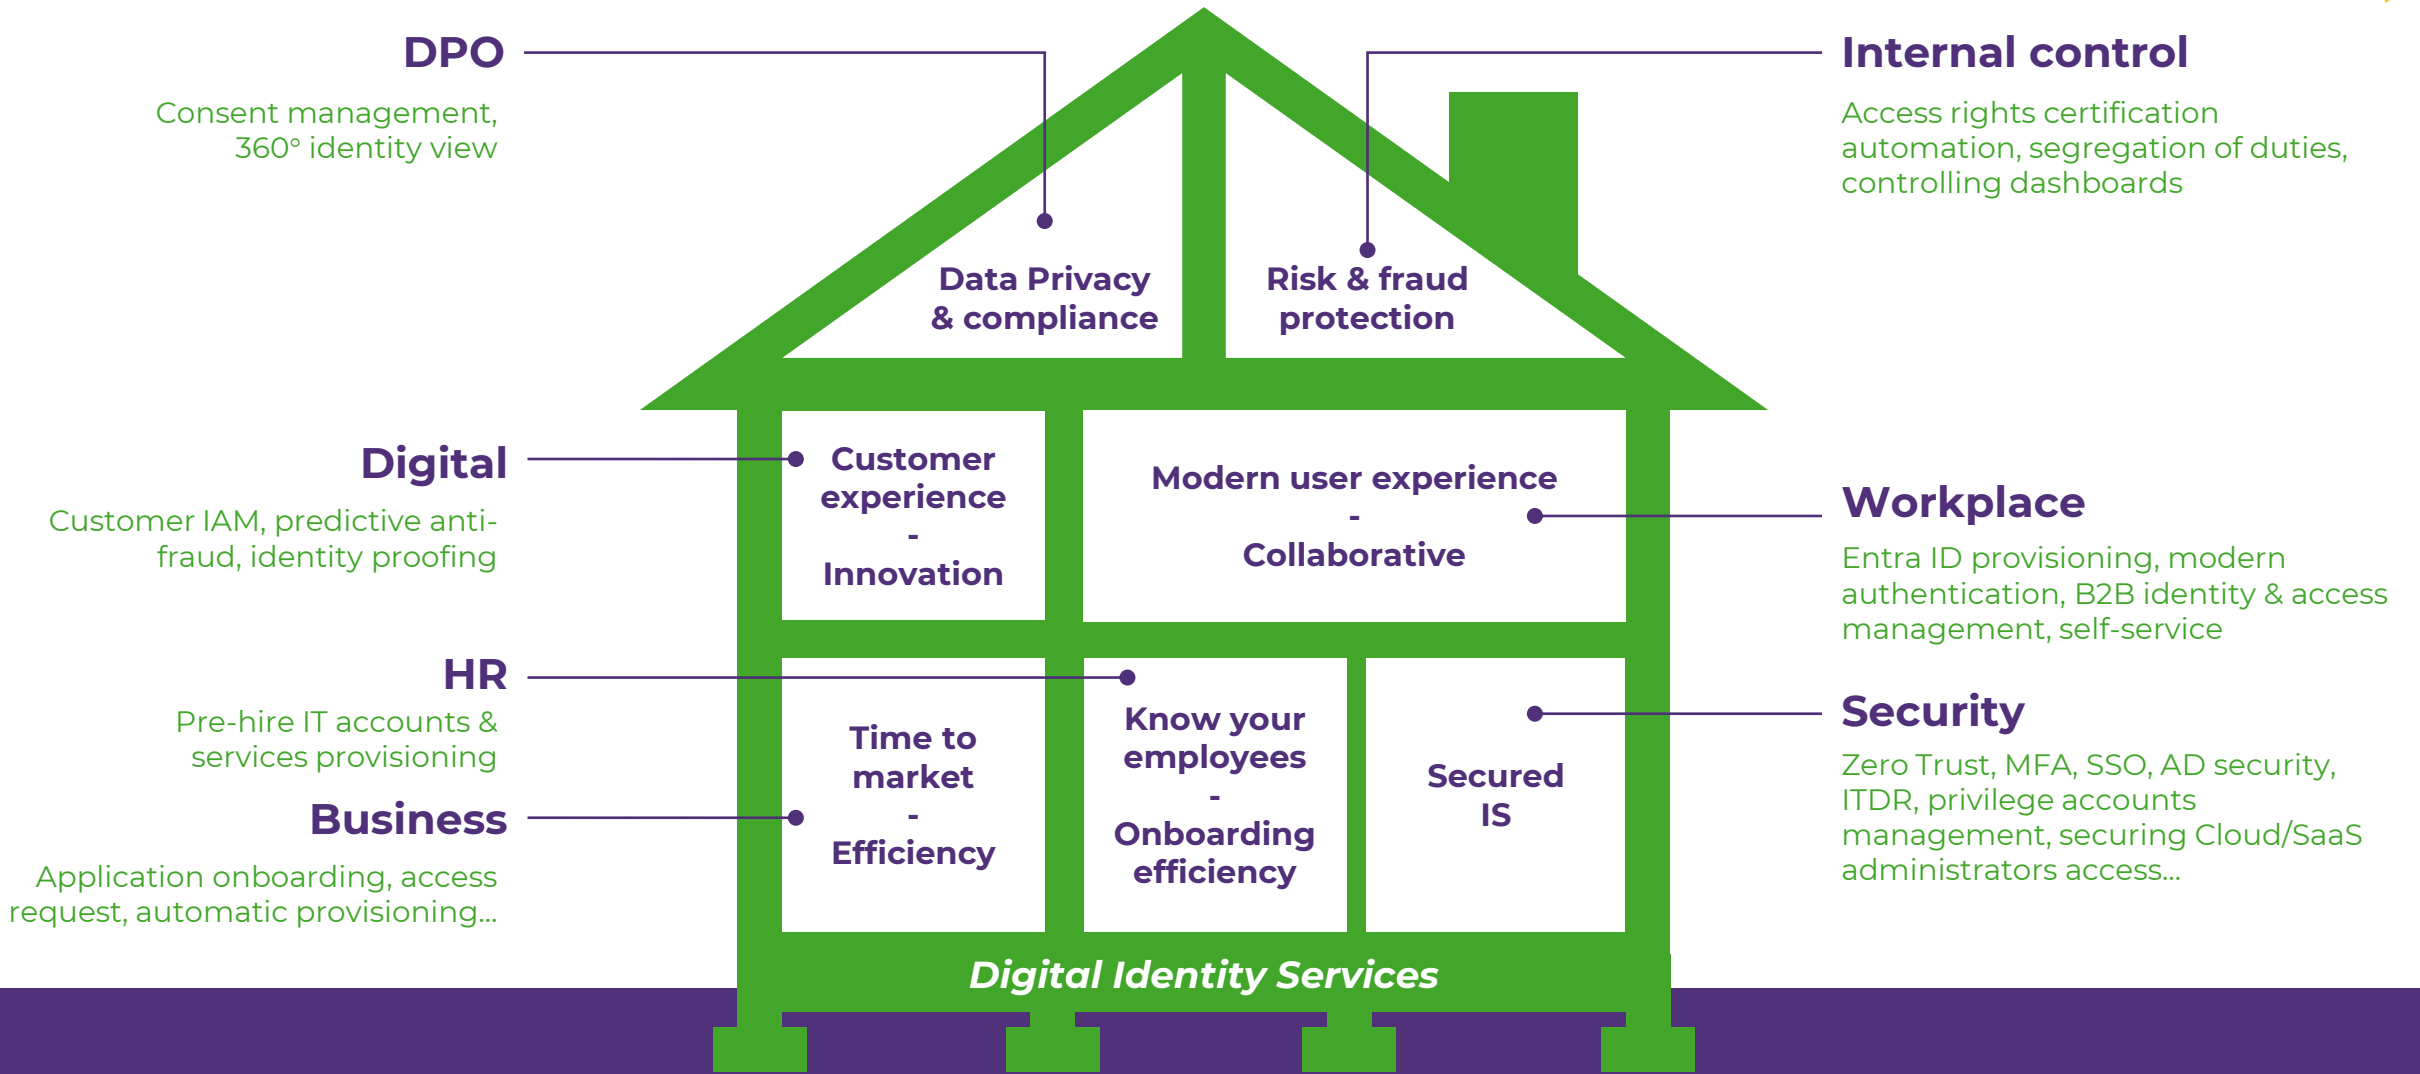 DPO
Consent management,
360° identity view
Internal control
Access rights certification
automation, segregation of duties,
controlling dashboards
Data Privacy
& compliance
Risk & fraud
protection
Digital
Customer IAM, predictive anti-
fraud, identity proofing
Customer
experience
-
Innovation
Modern user experience
-
Collaborative
Workplace
Entra ID provisioning, modern
authentication, B2B identity & access
management, self-service
HR
Pre-hire IT accounts &
services provisioning
Business
Application onboarding, access
request, automatic provisioning...
Time to
market
-
Efficiency
Know your
employees
-
Onboarding
efficiency
Secured
IS
Security
Zero Trust, MFA, SSO, AD security,
ITDR, privilege accounts
management, securing Cloud/SaaS
administrators access...
Digital Identity Services